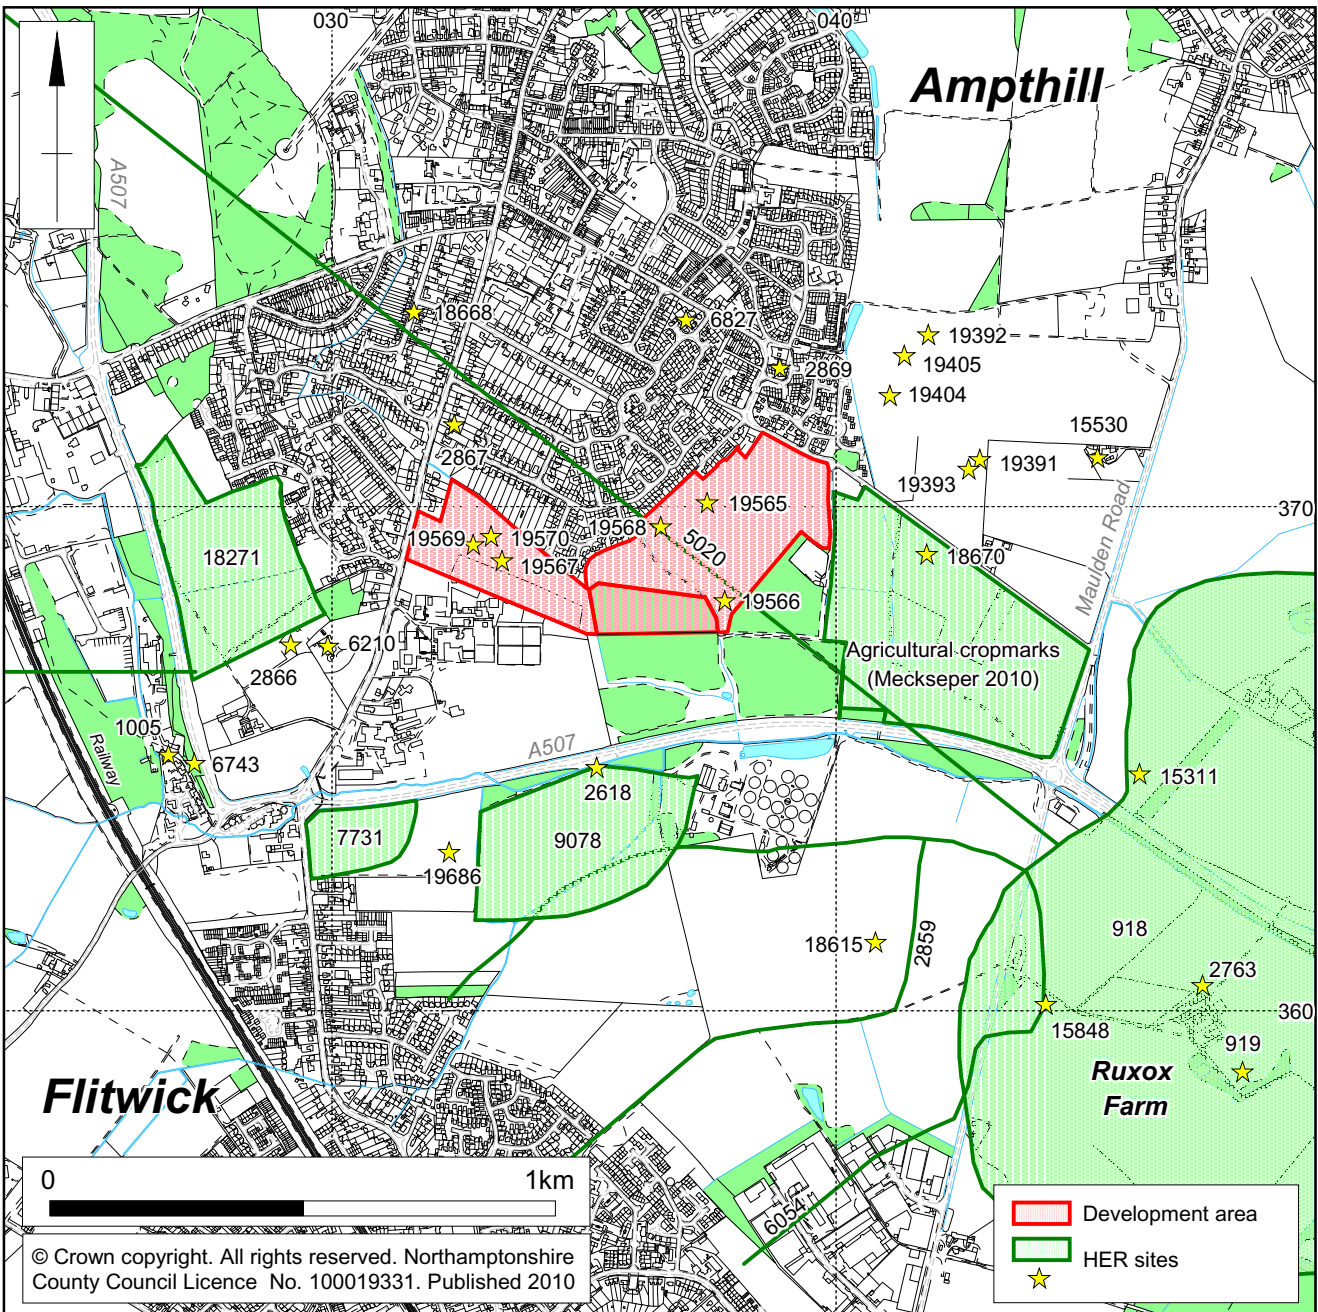 030
040
Ampthill
A507
18668
6827
19392
19405
2869
19404
15530
2867
19391
19393
Maulden Road
19565
370
19568
19569
19570
5020
18271
19567
18670
19566
6210
2866
Agricultural cropmarks
(Meckseper 2010)
1005
Railway
A507
6743
15311
2618
7731
9078
19686
918
18615
2859
2763
15848
360
919
Ruxox
Farm
Flitwick
0
1km
6054
Development area
HER sites
© Crown copyright. All rights reserved. Northamptonshire
County Council Licence No. 100019331. Published 2010